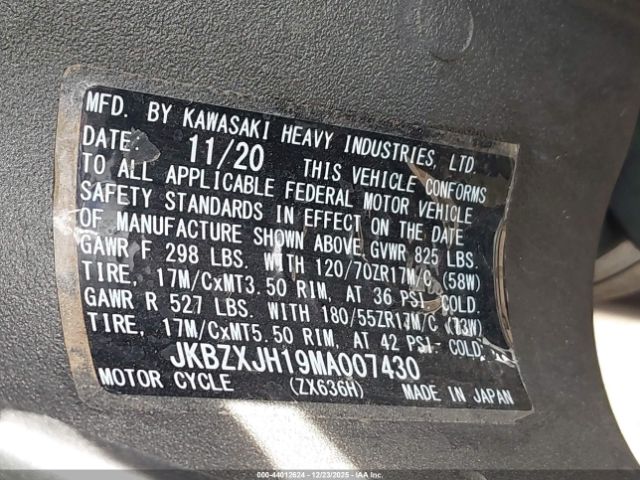 MFD. BY KAWASAKI HEAVY INDUSTRIES, LTD.
DATE: 11/20 THIS VEHICLE CONFORMS
TO ALL APPLICABLE FEDERAL MOTOR VEHICLE
SAFETY STANDARDS IN EFFECT ON THE DATE
OF MANUFACTURE SHOWN ABOVE. GVWR 825 LBS.
GAWR F 298 LBS. WITH 120/70ZR17M/C (58W)
TIRE, 17M/CxMT3.50 RIM, AT 36 PSI COLD.
GAWR R 527 LBS. WITH 180/55ZR17M/C (73W)
TIRE, 17M/CxMT5.50 RIM, AT 42 PSI COLD.
JKBZXJH19MA007430
MOTOR CYCLE (ZX636H) MADE IN JAPAN
000-44012624 | 12/23/2025 - IAAI.COM